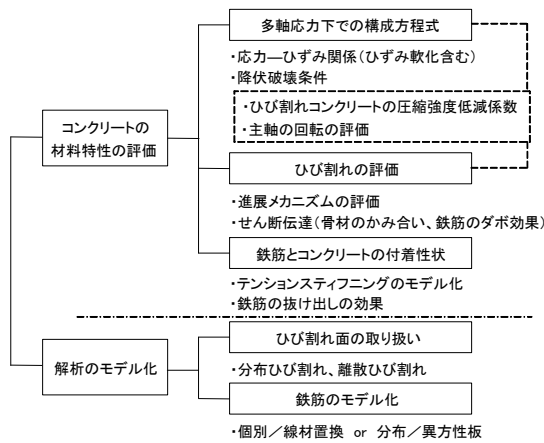 多軸応力下での構成方程式
・応力―ひずみ関係(ひずみ軟化含む)
・降伏破壊条件
・ひび割れコンクリートの圧縮強度低減係数
・主軸の回転の評価
コンクリートの
材料特性の評価
ひび割れの評価
・進展メカニズムの評価
・せん断伝達(骨材のかみ合い、鉄筋のダボ効果)
鉄筋とコンクリートの付着性状
・テンションスティフニングのモデル化
・鉄筋の抜け出しの効果
ひび割れ面の取り扱い
解析のモデル化
・分布ひび割れ、離散ひび割れ
鉄筋のモデル化
・個別／線材置換 or 分布／異方性板